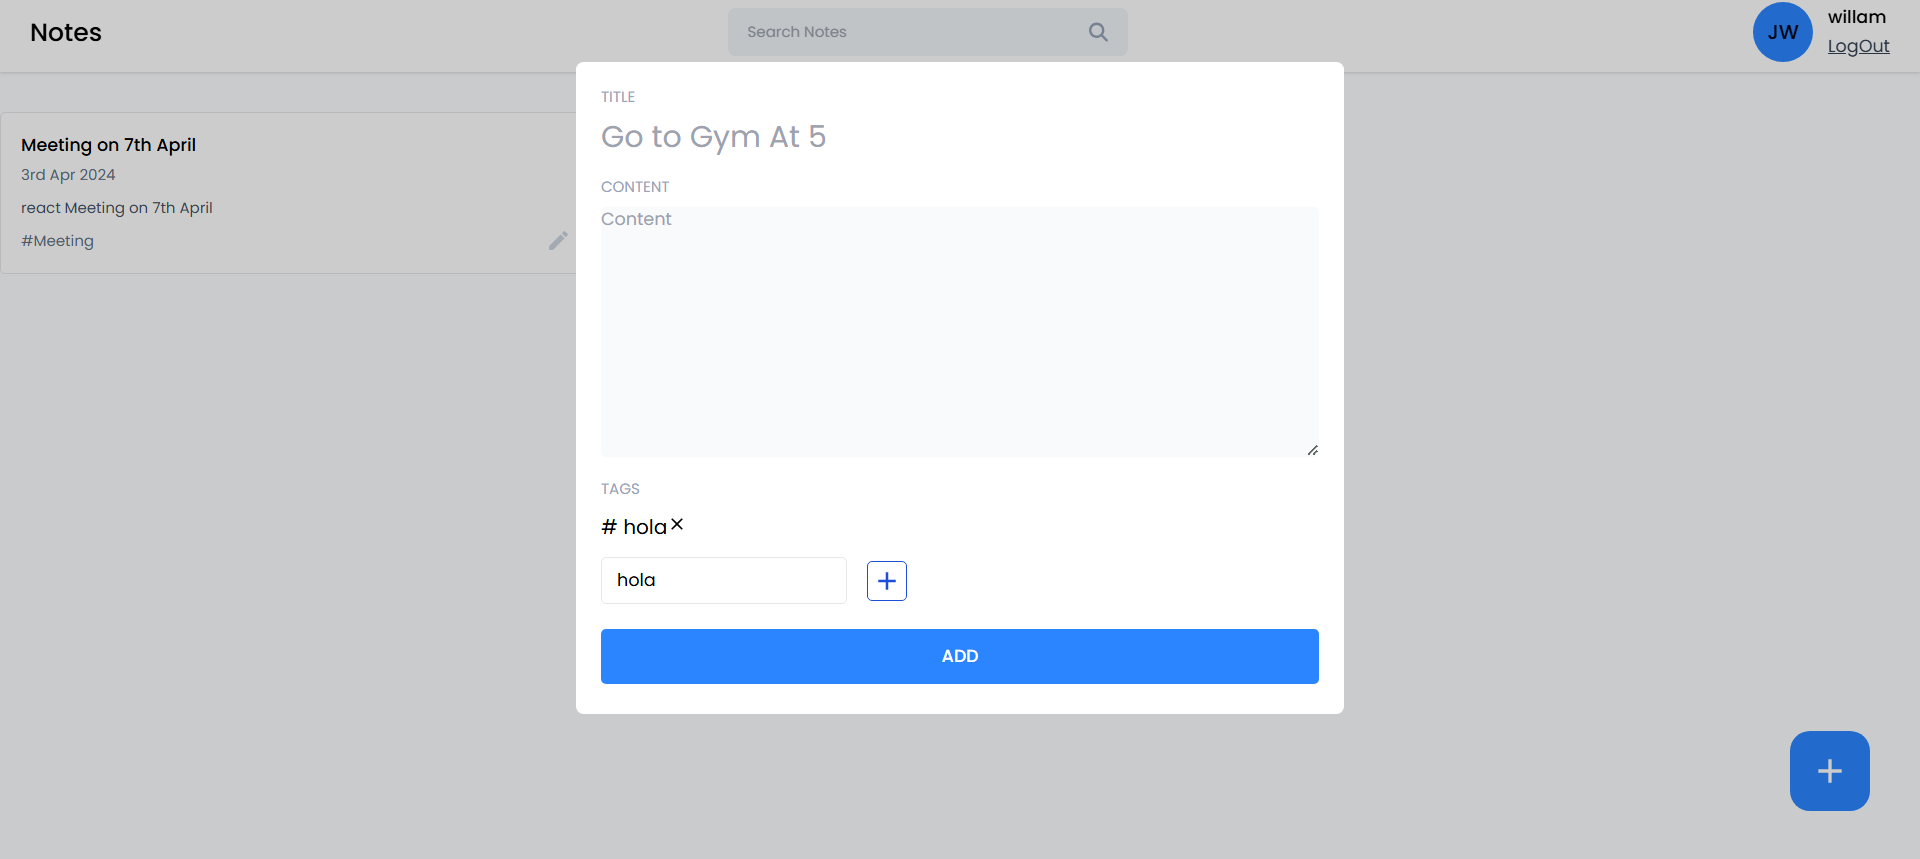 Notes
Search Notes
JW
willam
LogOut
Meeting on 7th April
3rd Apr 2024
react Meeting on 7th April
#Meeting
TITLE
Go to Gym At 5
CONTENT
Content
TAGS
# hola
hola
ADD